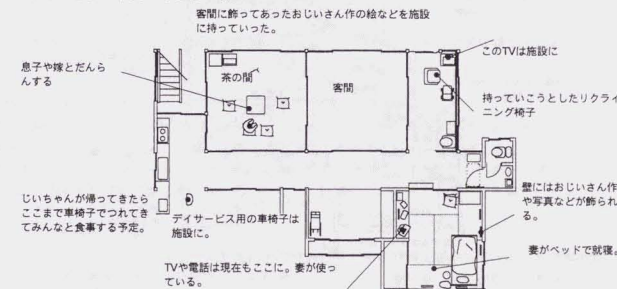 客間に飾ってあったおじいさん作の絵などを施設
に持っていった。
このTVは施設に
息子や嫁とだんら
んする
茶の間
客間
持っていこうとしたリクライ
ニング椅子
じいちゃんが帰ってきたら
ここまで車椅子でつれてき
てみんなと食事する予定。
デイサービス用の車椅子は
施設に。
壁にはおじいさん作
や写真などが飾られ
る。
妻がベッドで就寝。
TVや電話は現在もここに。妻が使っ
ている。